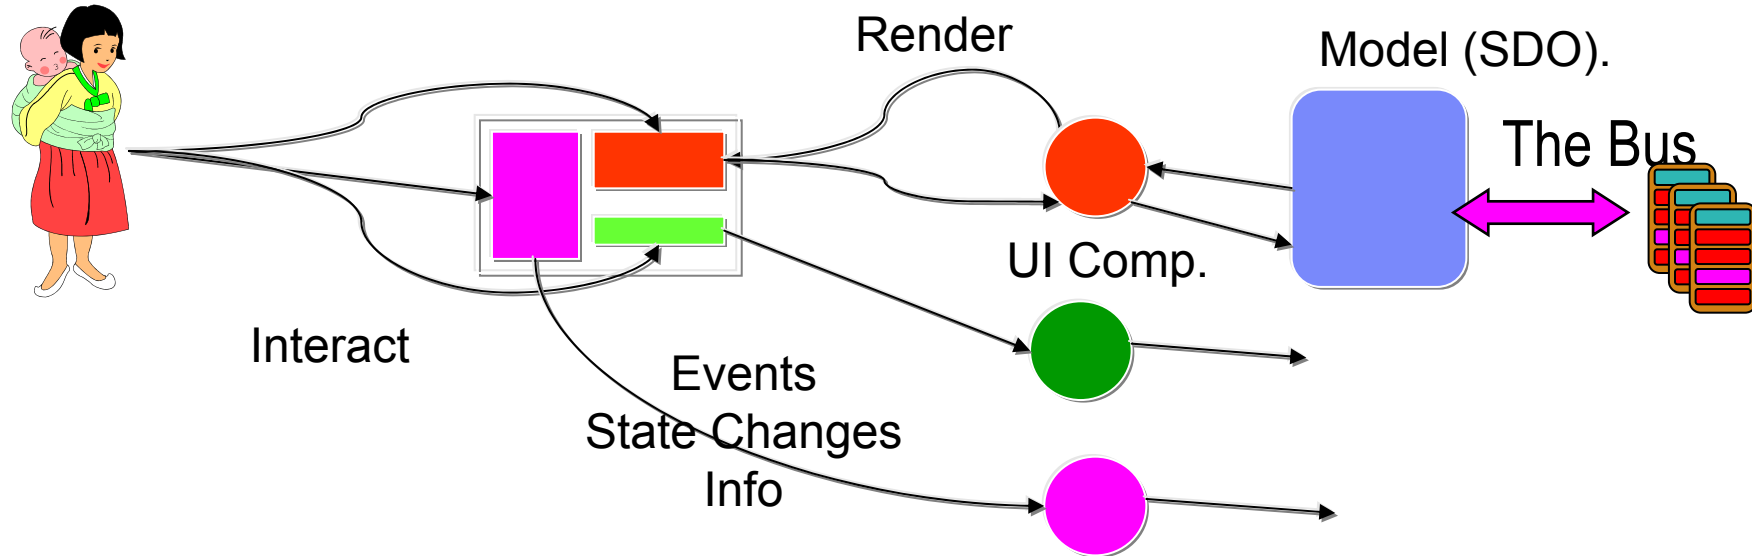 Render
Model (SDO).
The Bus
UI Comp.
Interact
Events
State Changes
Info